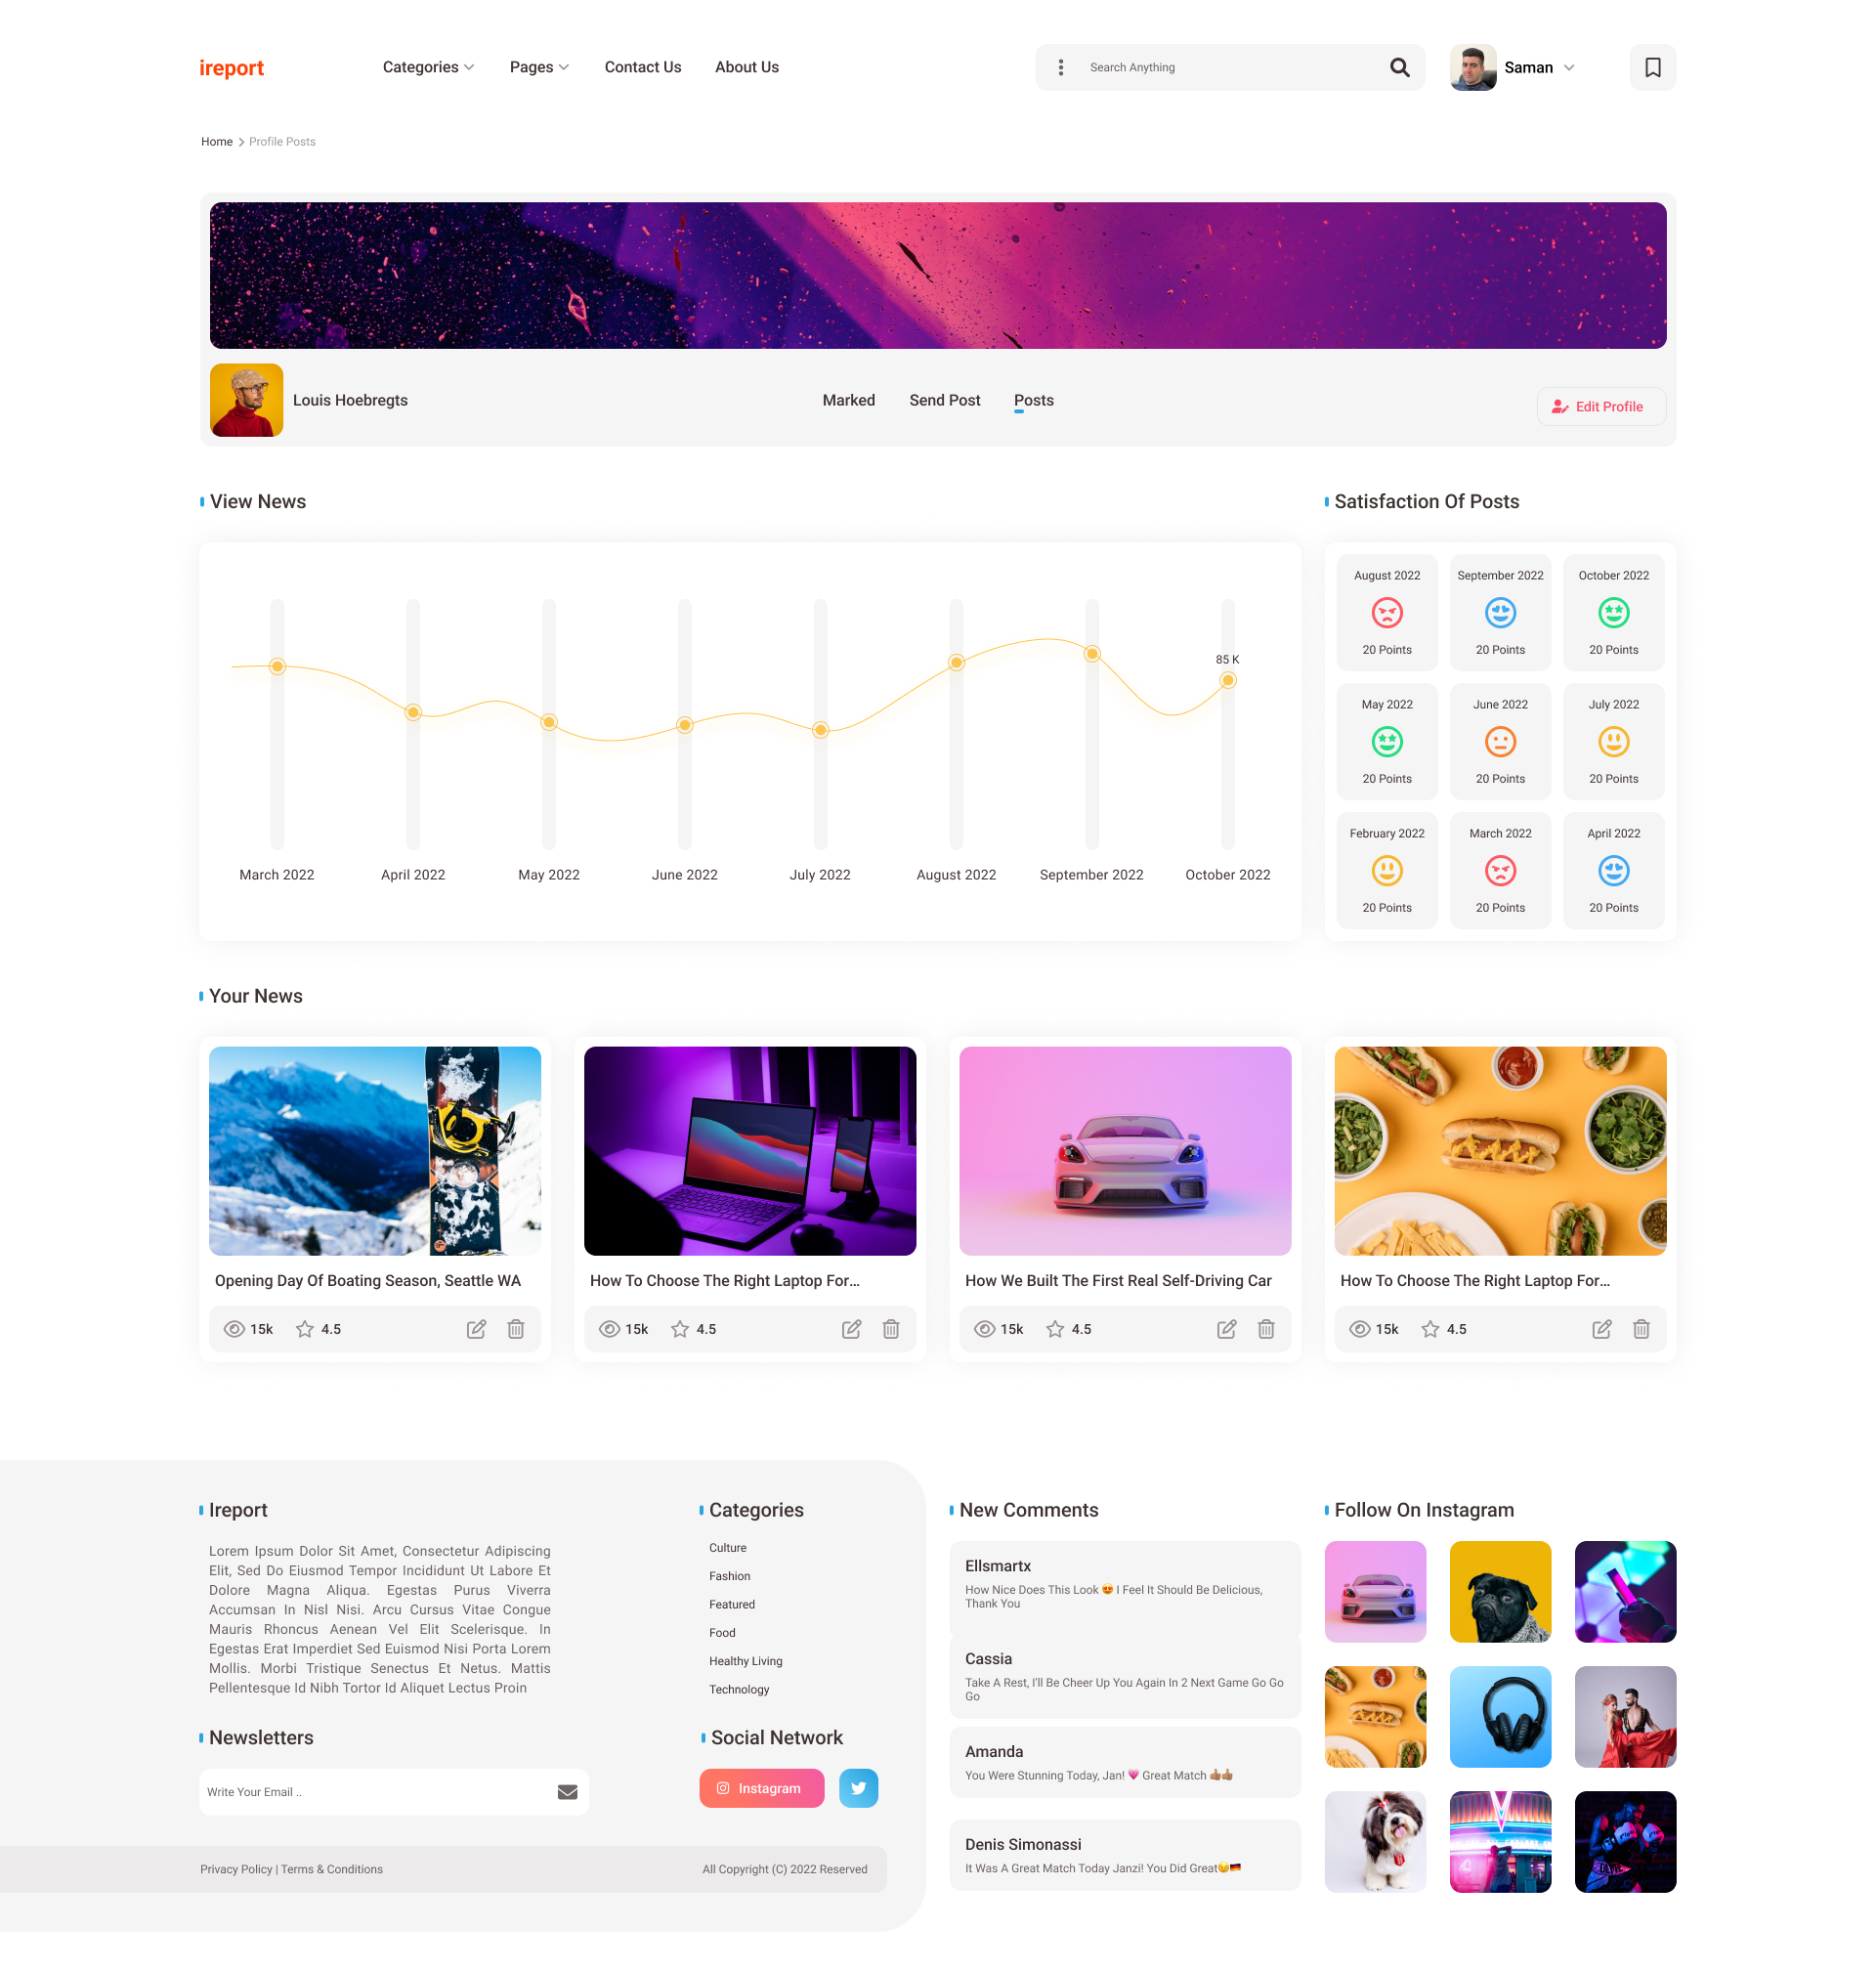 ireport
Categories
Pages
Contact Us
About Us
Search Anything
Saman
Home
Profile Posts
Louis Hoebregts
Marked
Send Post
Posts
Edit Profile
View News
85 K
March 2022
April 2022
May 2022
June 2022
July 2022
August 2022
September 2022
October 2022
Satisfaction Of Posts
August 2022
September 2022
October 2022
20 Points
20 Points
20 Points
May 2022
June 2022
July 2022
20 Points
20 Points
20 Points
February 2022
March 2022
April 2022
20 Points
20 Points
20 Points
Your News
Opening Day Of Boating Season, Seattle WA
15k
4.5
How To Choose The Right Laptop For...
15k
4.5
How We Built The First Real Self-Driving Car
15k
4.5
How To Choose The Right Laptop For...
15k
4.5
Ireport
Lorem Ipsum Dolor Sit Amet, Consectetur Adipiscing
Elit, Sed Do Eiusmod Tempor Incididunt Ut Labore Et
Dolore Magna Aliqua. Egestas Purus Viverra
Accumsan In Nisl Nisi. Arcu Cursus Vitae Congue
Mauris Rhoncus Aenean Vel Elit Scelerisque. In
Egestas Erat Imperdiet Sed Euismod Nisi Porta Lorem
Mollis. Morbi Tristique Senectus Et Netus. Mattis
Pellentesque Id Nibh Tortor Id Aliquet Lectus Proin
Newsletters
Write Your Email ..
Privacy Policy | Terms & Conditions
Categories
Culture
Fashion
Featured
Food
Healthy Living
Technology
Social Network
Instagram
All Copyright (C) 2022 Reserved
New Comments
Ellsmartx
How Nice Does This Look 😍 I Feel It Should Be Delicious,
Thank You
Cassia
Take A Rest, I'll Be Cheer Up You Again In 2 Next Game Go Go
Go
Amanda
You Were Stunning Today, Jan! 💗 Great Match 👍🏽👍🏽
Denis Simonassi
It Was A Great Match Today Janzi! You Did Great😉🇩🇪
Follow On Instagram